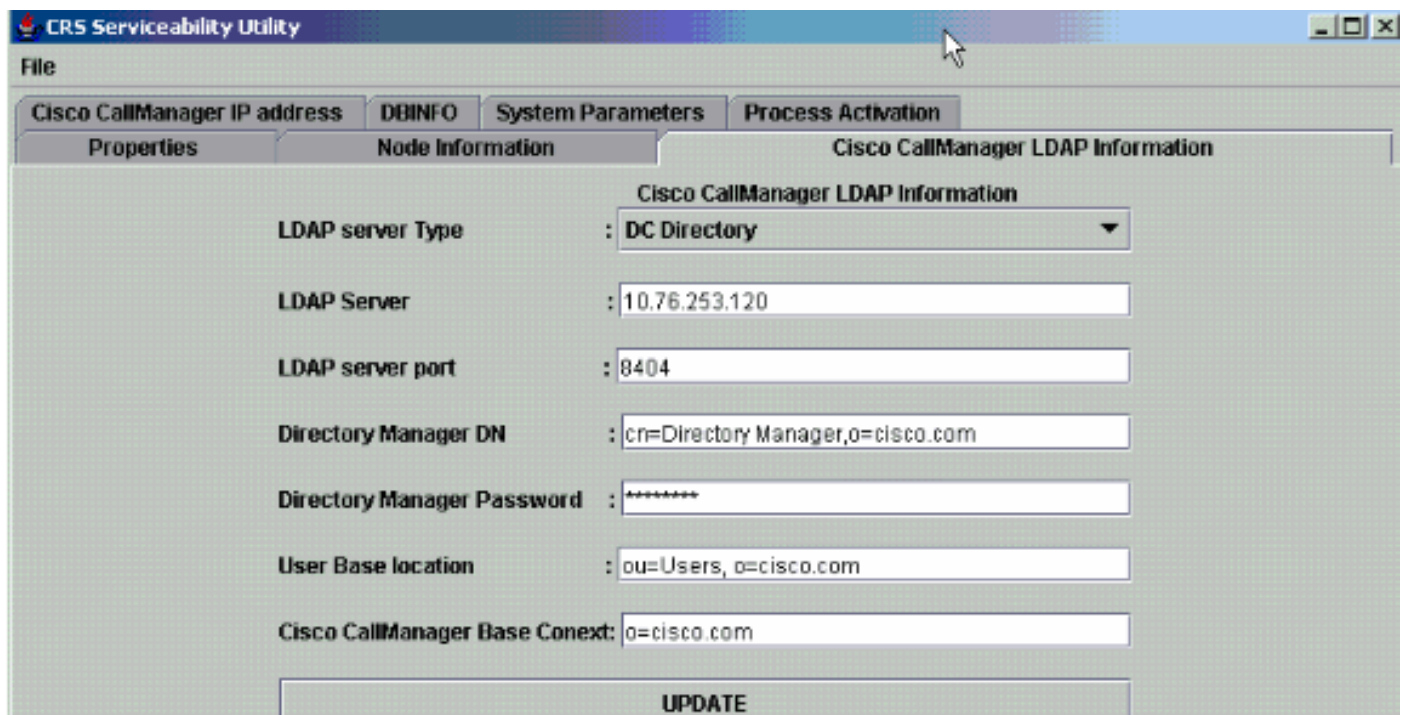 CRS Serviceability Utility
File
Cisco CallManager IP address DBINFO System Parameters Process Activation
Properties Node Information Cisco CallManager LDAP Information
Cisco CallManager LDAP Information
LDAP server Type : DC Directory
LDAP Server : 10.76.253.120
LDAP server port : 8404
Directory Manager DN : cn=Directory Manager,o=cisco.com
Directory Manager Password : ********
User Base location : ou=Users, o=cisco.com
Cisco CallManager Base Conext: o=cisco.com
UPDATE